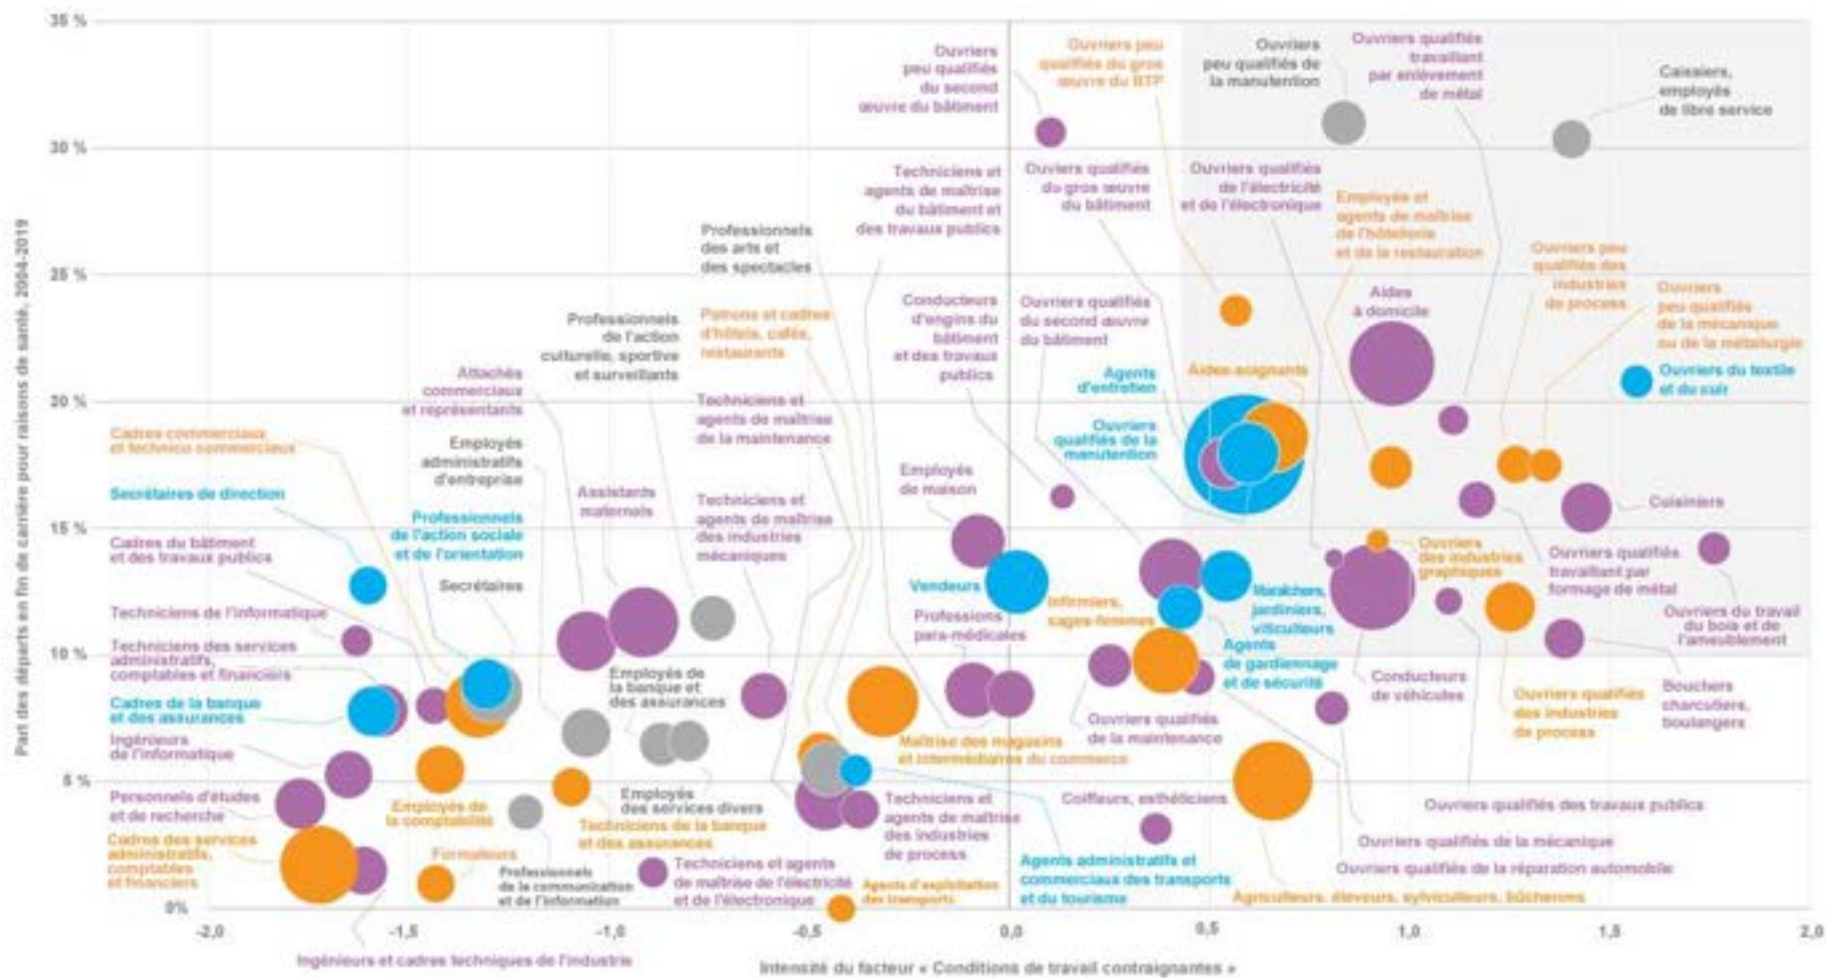 35 %
30 %
25 %
20 %
15 %
10 %
5 %
0%
Part des départs en fin de carrière pour raisons de santé, 2004-2019
-2,0
-1,5
-1,0
-0,5
0,0
0,5
1,0
1,5
2,0
Intensité du facteur « Conditions de travail contraignantes »
Ouvriers
peu qualifiés
du second
œuvre du bâtiment
Ouvriers peu
qualifiés du gros
œuvre du BTP
Ouvriers
peu qualifiés de
la manutention
Ouvriers qualifiés
travaillant
par enlèvement
de métal
Caissiers,
employés
de libre service
Techniciens et
agents de maîtrise
du bâtiment et
des travaux publics
Ouvriers qualifiés
du gros œuvre
du bâtiment
Ouvriers qualifiés
de l'électricité
et de l'électronique
Employés et
agents de maîtrise
de l'hôtellerie
et de la restauration
Ouvriers peu
qualifiés des
industries
de process
Ouvriers
peu qualifiés
de la mécanique
ou de la métallurgie
Professionnels
des arts et
des spectacles
Professionnels
de l'action
culturelle, sportive
et surveillants
Patrons et cadres
d'hôtels, cafés,
restaurants
Conducteurs
d'engins du
bâtiment
et des travaux
publics
Ouvriers qualifiés
du second œuvre
du bâtiment
Aides
à domicile
Ouvriers du textile
et du cuir
Attachés
commerciaux
et représentants
Techniciens et
agents de maîtrise
de la maintenance
Agents
d'entretien
Aides-soignants
Ouvriers
qualifiés de la
manutention
Cadres commerciaux
et technico commerciaux
Employés
administratifs
d'entreprise
Secrétaires de direction
Assistants
maternels
Techniciens et
agents de maîtrise
des industries
mécaniques
Employés
de maison
Cuisiniers
Professionnels
de l'action sociale
et de l'orientation
Cadres du bâtiment
et des travaux publics
Secrétaires
Vendeurs
Infirmiers,
sages-femmes
Maraîchers,
jardiniers,
viticulteurs
Ouvriers
des industries
graphiques
Ouvriers qualifiés
travaillant par
formage de métal
Ouvriers du travail
du bois et de
l'ameublement
Techniciens de l'informatique
Professions
para-médicales
Agents
de gardiennage
et de sécurité
Techniciens des services
administratifs,
comptables et financiers
Employés de
la banque et
des assurances
Conducteurs
de véhicules
Ouvriers qualifiés
des industries
de process
Bouchers
charcutiers,
boulangers
Cadres de la banque
et des assurances
Ouvriers qualifiés
de la maintenance
Ingénieurs
de l'informatique
Maîtrise des magasins
et intermédiaires du commerce
Personnels d'études
et de recherche
Employés de
la comptabilité
Employés
des services divers
Techniciens de la banque
et des assurances
Techniciens et
agents de maîtrise
des industries
de process
Coiffeurs, esthéticiens
Ouvriers qualifiés des travaux publics
Ouvriers qualifiés de la mécanique
Ouvriers qualifiés de la réparation automobile
Agriculteurs, éleveurs, sylviculteurs, bûcherons
Cadres des services
administratifs,
comptables
et financiers
Formateurs
Professionnels
de la communication
et de l'information
Techniciens et agents
de maîtrise de l'électricité
et de l'électronique
Agents d'exploitation
des transports
Agents administratifs et
commerciaux des transports
et du tourisme
Ingénieurs et cadres techniques de l'industrie